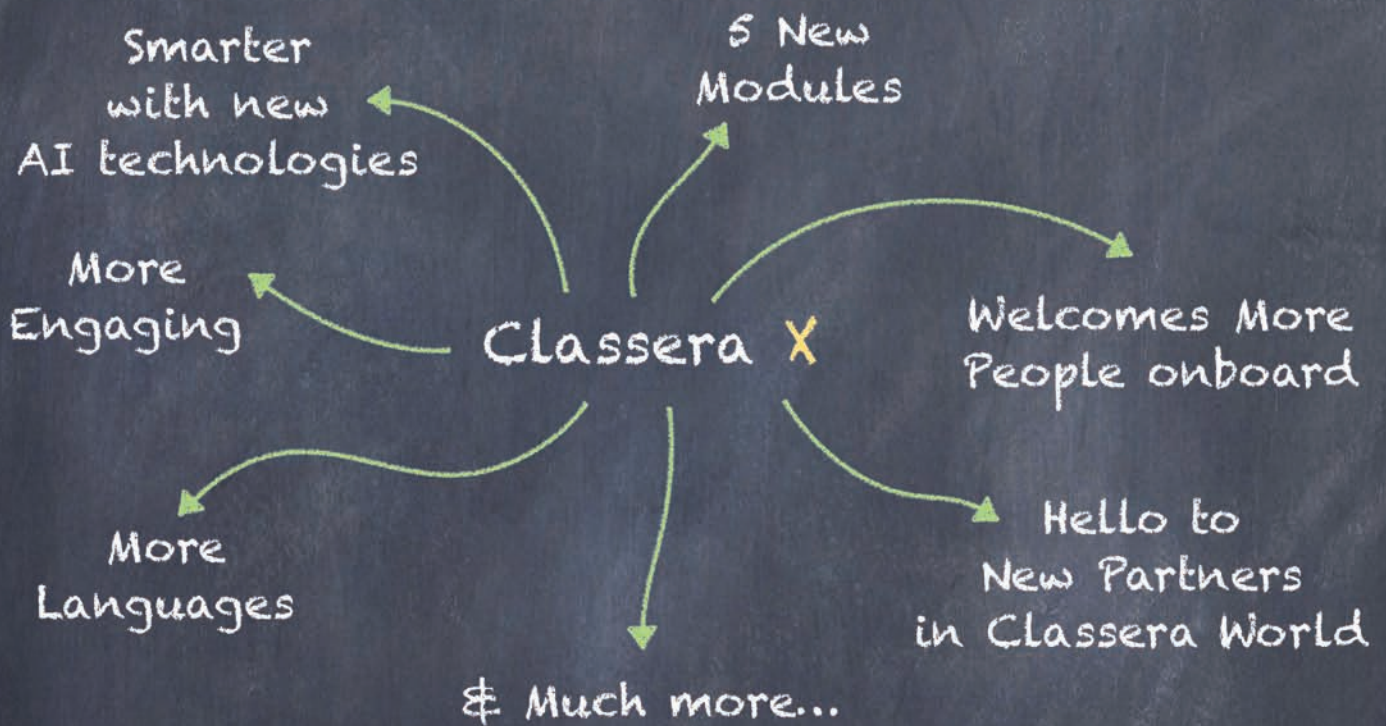 Smarter
with new
AI technologies
5 New
Modules
More
Engaging
Classera X
Welcomes More
People onboard
More
Languages
Hello to
New Partners
in Classera World
& Much more...